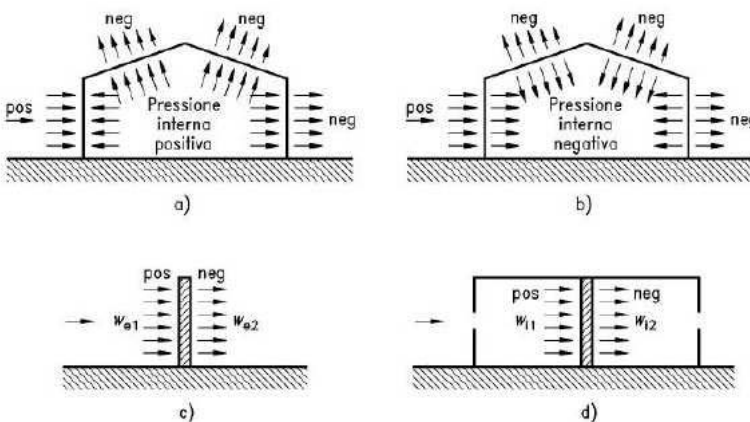 neg
neg
pos
Pressione
interna
positiva
neg
a)
neg
neg
pos
Pressione
interna
negativa
neg
b)
pos
neg
we1
we2
c)
pos
neg
wi1
wi2
d)